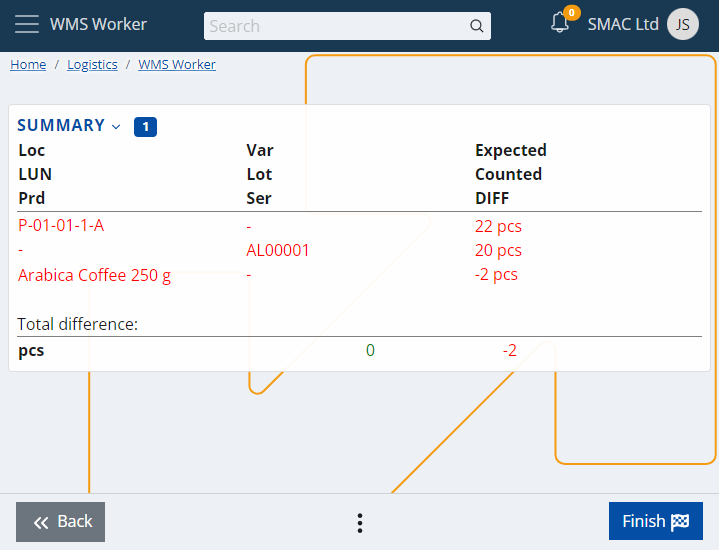 WMS Worker Search 0 SMAC Ltd JS
Home / Logistics / WMS Worker
SUMMARY 1
Loc Var Expected
LUN Lot Counted
Prd Ser DIFF
P-01-01-1-A - 22 pcs
- AL00001 20 pcs
Arabica Coffee 250 g - -2 pcs
Total difference:
pcs 0 -2
Back Finish